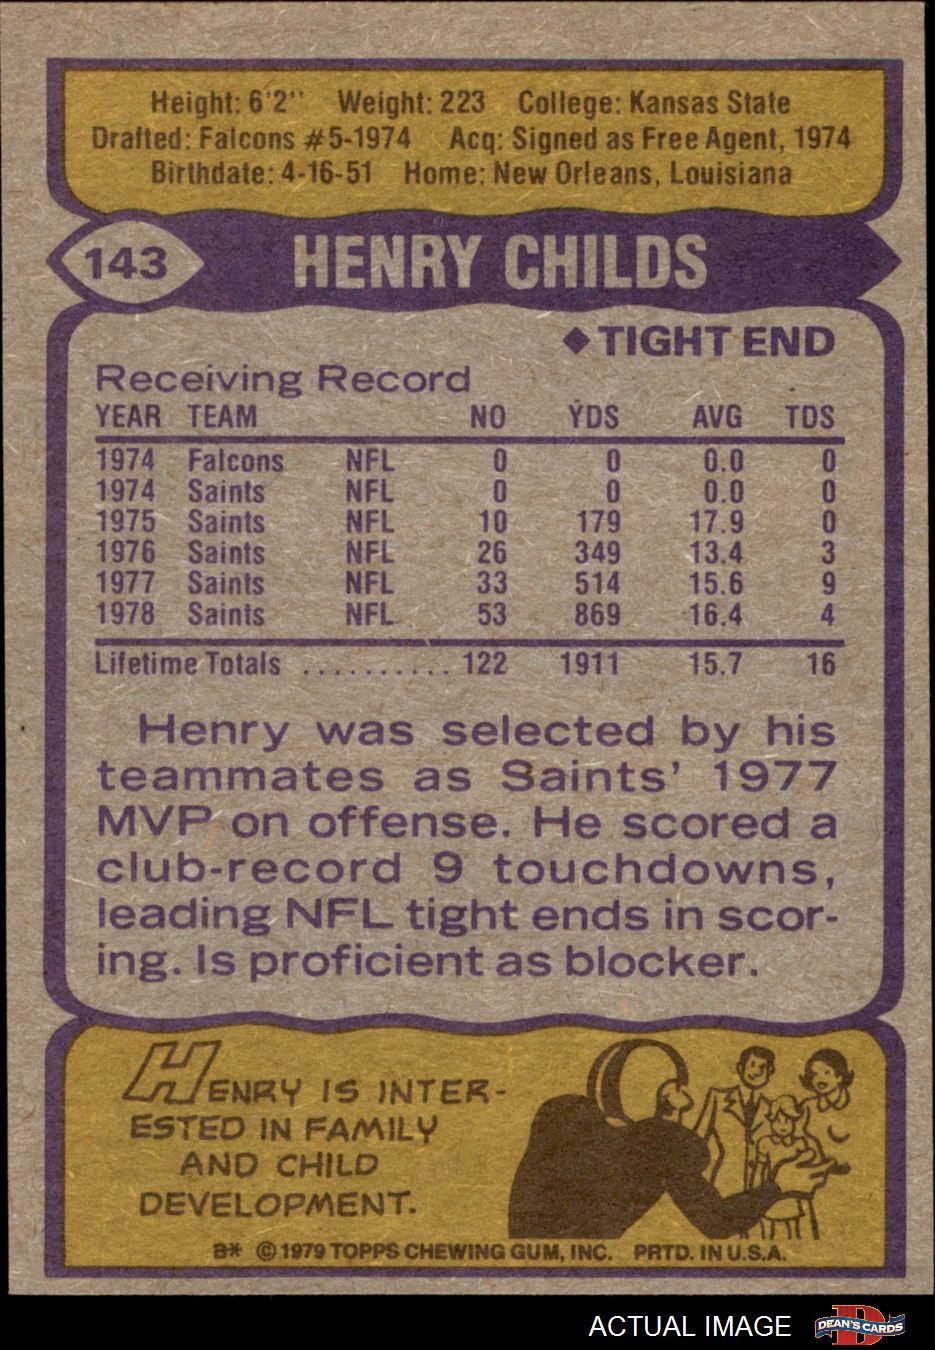 Height: 6'2" Weight: 223 College: Kansas State
Drafted: Falcons #5-1974 Acq: Signed as Free Agent, 1974
Birthdate: 4-16-51 Home: New Orleans, Louisiana
143 HENRY CHILDS
◆TIGHT END
Receiving Record
YEAR TEAM NO YDS AVG TDS
1974 Falcons NFL 0 0 0.0 0
1974 Saints NFL 0 0 0.0 0
1975 Saints NFL 10 179 17.9 0
1976 Saints NFL 26 349 13.4 3
1977 Saints NFL 33 514 15.6 9
1978 Saints NFL 53 869 16.4 4
Lifetime Totals .......... 122 1911 15.7 16
Henry was selected by his
teammates as Saints' 1977
MVP on offense. He scored a
club-record 9 touchdowns,
leading NFL tight ends in scor-
ing. Is proficient as blocker.
HENRY IS INTER-
ESTED IN FAMILY
AND CHILD
DEVELOPMENT.
B* © 1979 TOPPS CHEWING GUM, INC. PRTD. IN U.S.A.
ACTUAL IMAGE
D
DEAN'S CARDS